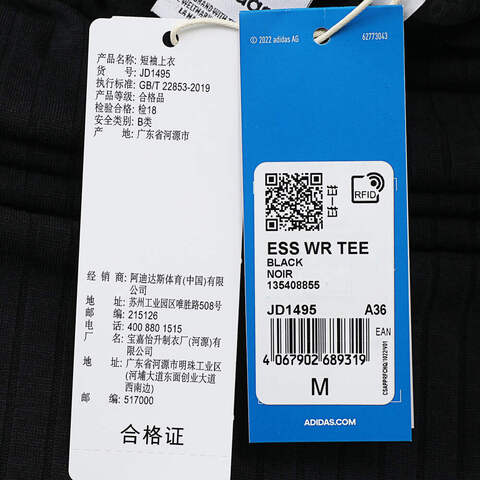 产品名称: 短袖上衣
货 号: JD1495
执行标准: GB/T 22853-2019
产品等级: 合格品
检验合格: 检18
安全类别: B类
产 地: 广东省河源市
经 销 商: 阿迪达斯体育(中国)有限
公司
地 址: 苏州工业园区唯胜路508号
邮 编: 215126
电 话: 400 880 1515
厂 名: 宝嘉怡升制衣厂(河源)有
限公司
地 址: 广东省河源市明珠工业区
(河埔大道东面创业大道
西南边)
邮 编: 517000
合格证
© 2022 adidas AG
62773043
RFID
扫一扫
ESS WR TEE
BLACK
NOIR
135408855
JD1495 A36
EAN
4 067902 689319
M
ADIDAS.COM